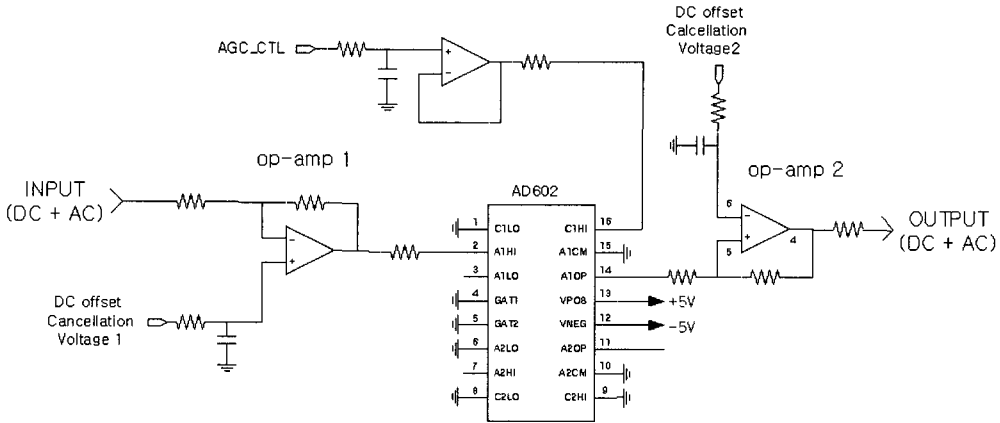 DC offset
Calcellation
Voltage2
AGC_CTL
+
-
op-amp 1
op-amp 2
INPUT
(DC + AC)
AD602
OUTPUT
(DC + AC)
-
+
6
-
5
+
4
1 C1LO C1HI 16
2 A1HI A1CM 15
3 A1LO A1OP 14
4 GAT1 VPOS 13 +5V
5 GAT2 VNEG 12 -5V
6 A2LO A2OP 11
7 A2HI A2CM 10
8 C2LO C2HI 9
DC offset
Cancellation
Voltage 1